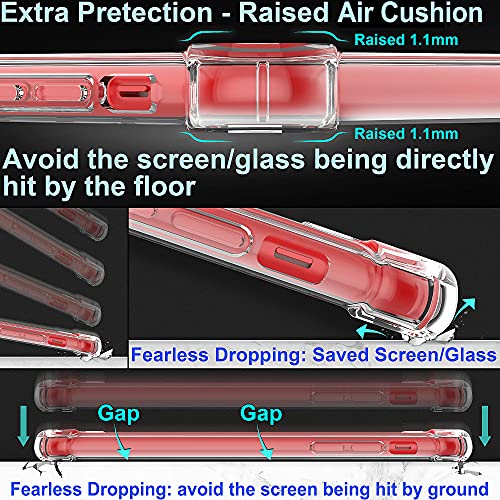 Extra Pretection - Raised Air Cushion
Raised 1.1mm
Raised 1.1mm
Avoid the screen/glass being directly
hit by the floor
Fearless Dropping: Saved Screen/Glass
Gap
Gap
Fearless Dropping: avoid the screen being hit by ground